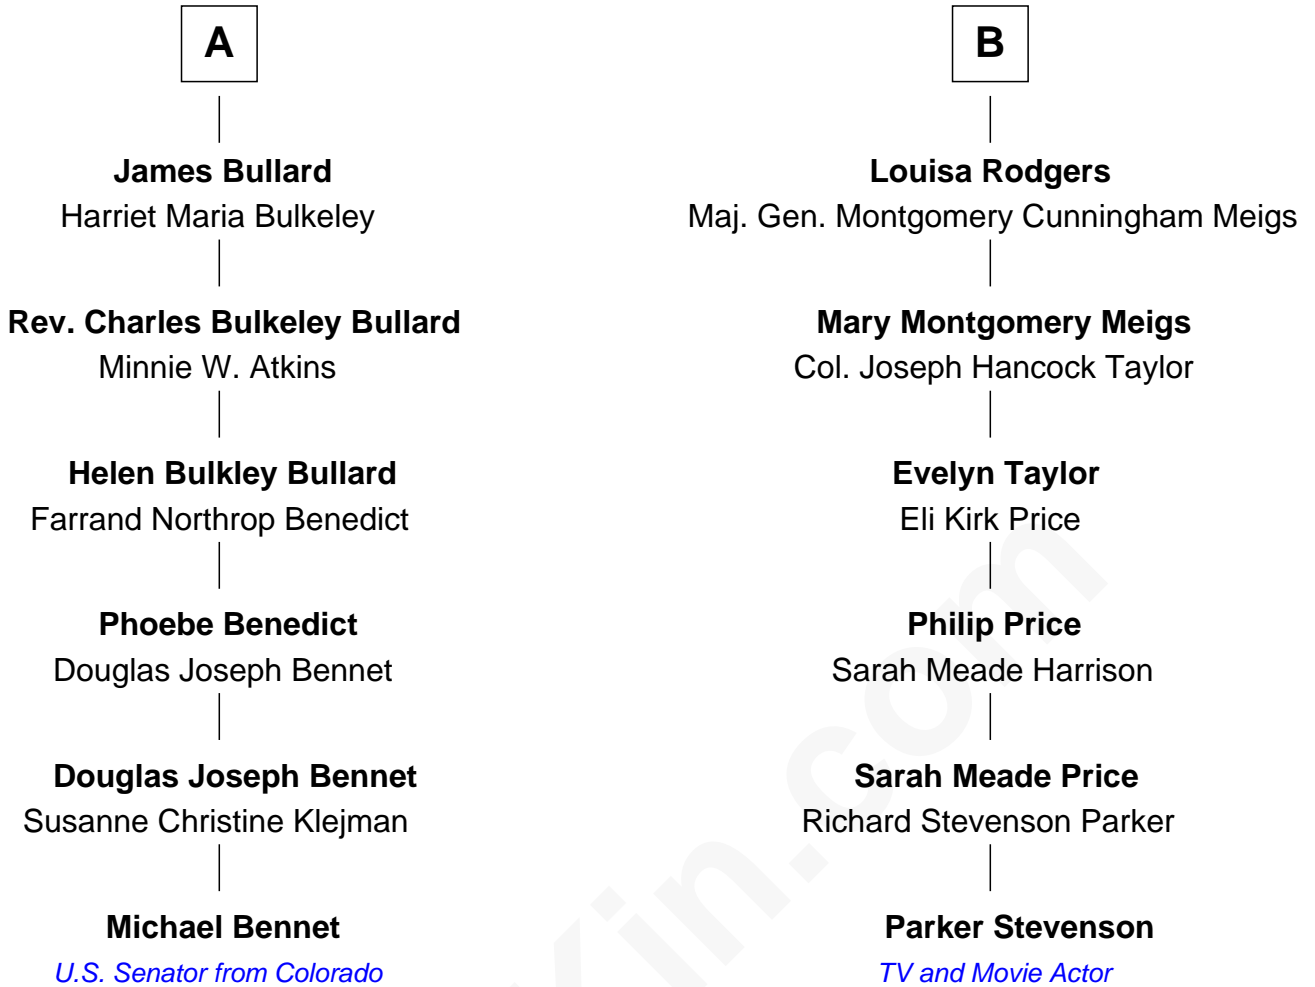 A
James Bullard
Harriet Maria Bulkeley
Rev. Charles Bulkeley Bullard
Minnie W. Atkins
Helen Bulkley Bullard
Farrand Northrop Benedict
Phoebe Benedict
Douglas Joseph Bennet
Douglas Joseph Bennet
Susanne Christine Klejman
Michael Bennet
U.S. Senator from Colorado
B
Louisa Rodgers
Maj. Gen. Montgomery Cunningham Meigs
Mary Montgomery Meigs
Col. Joseph Hancock Taylor
Evelyn Taylor
Eli Kirk Price
Philip Price
Sarah Meade Harrison
Sarah Meade Price
Richard Stevenson Parker
Parker Stevenson
TV and Movie Actor
in.com